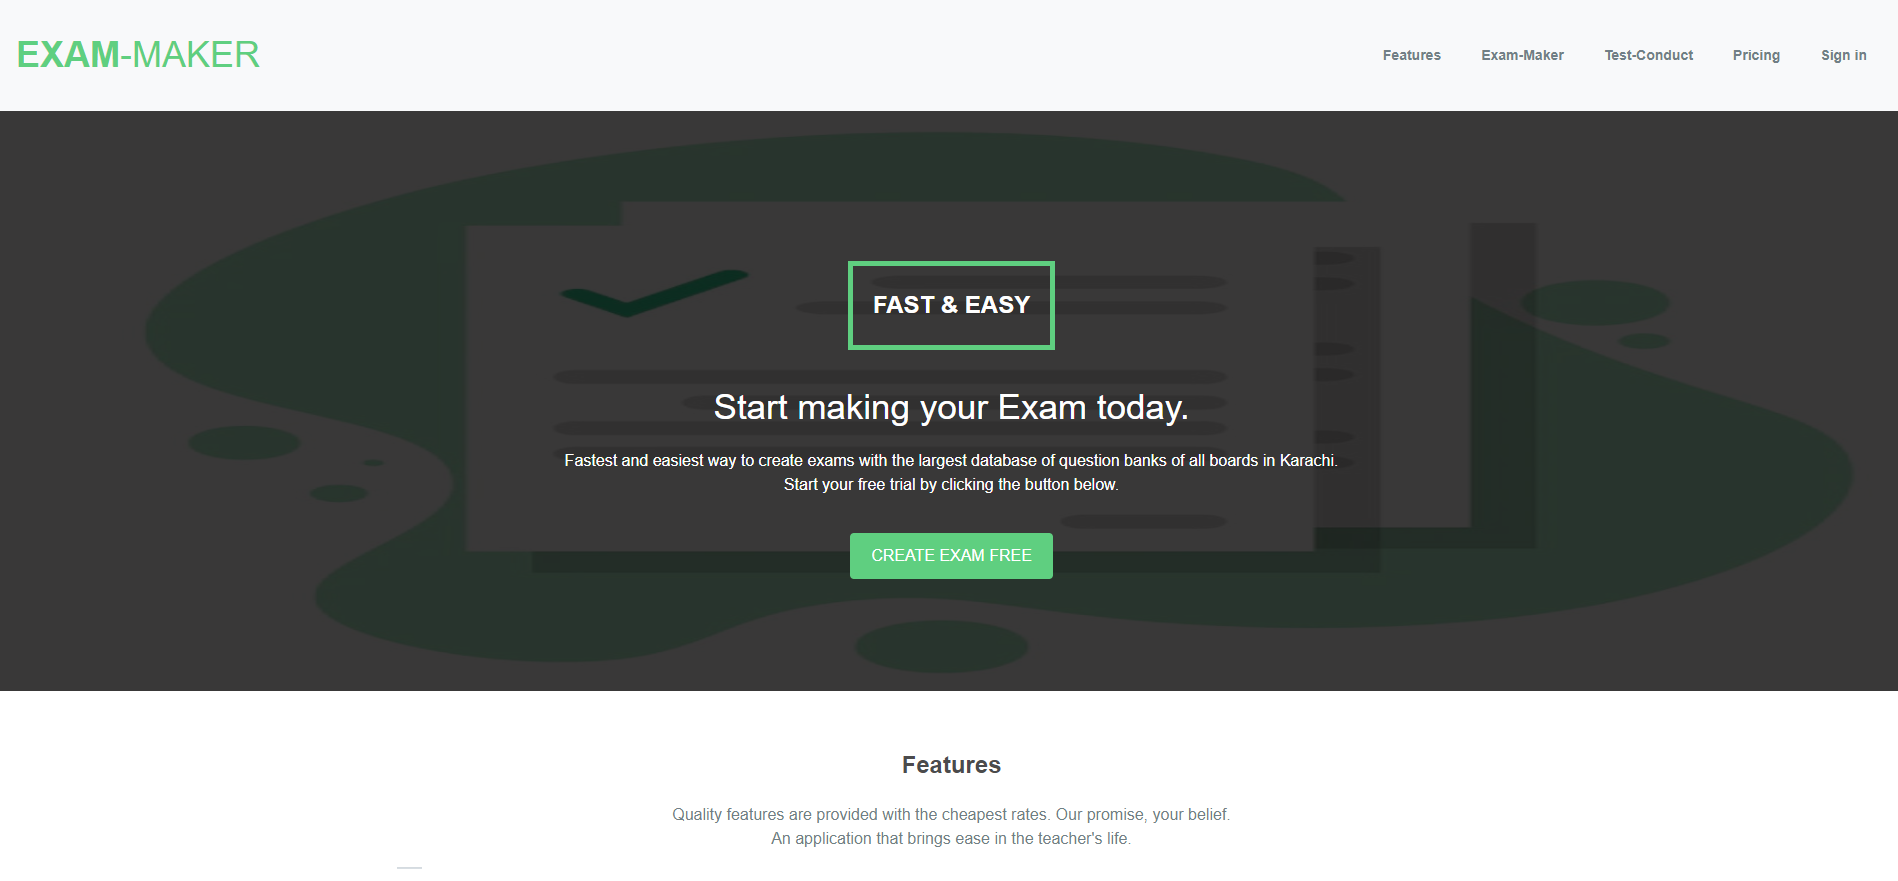 EXAM-MAKER
Features
Exam-Maker
Test-Conduct
Pricing
Sign in
FAST & EASY
Start making your Exam today.
Fastest and easiest way to create exams with the largest database of question banks of all boards in Karachi.
Start your free trial by clicking the button below.
CREATE EXAM FREE
Features
Quality features are provided with the cheapest rates. Our promise, your belief.
An application that brings ease in the teacher's life.